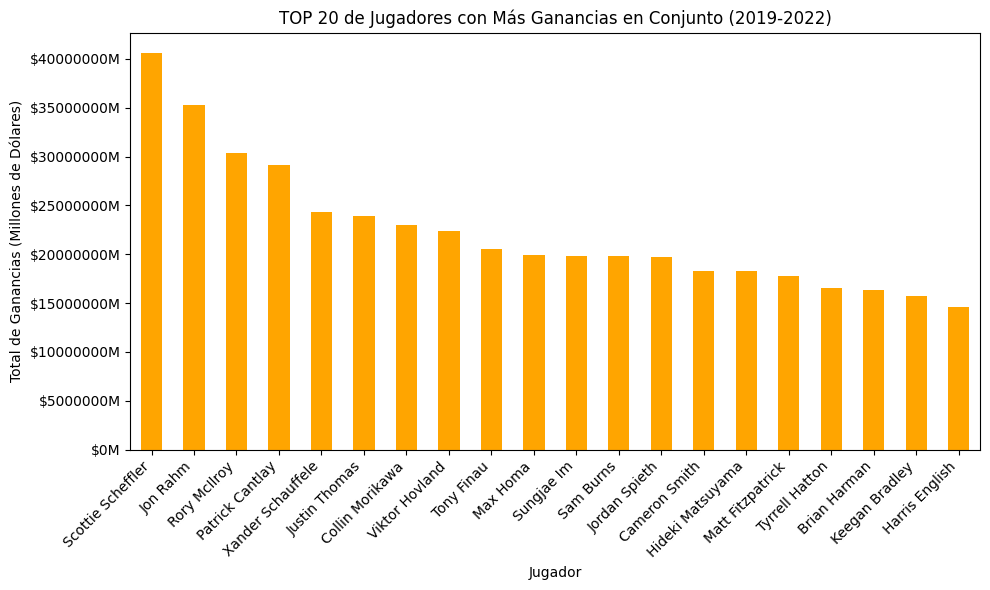 TOP 20 de Jugadores con Más Ganancias en Conjunto (2019-2022)
Total de Ganancias (Millones de Dólares)
$40000000M
$35000000M
$30000000M
$25000000M
$20000000M
$15000000M
$10000000M
$5000000M
$0M
Scottie Scheffler
Jon Rahm
Rory McIlroy
Patrick Cantlay
Xander Schauffele
Justin Thomas
Collin Morikawa
Viktor Hovland
Tony Finau
Max Homa
Sungjae Im
Sam Burns
Jordan Spieth
Cameron Smith
Hideki Matsuyama
Matt Fitzpatrick
Tyrrell Hatton
Brian Harman
Keegan Bradley
Harris English
Jugador